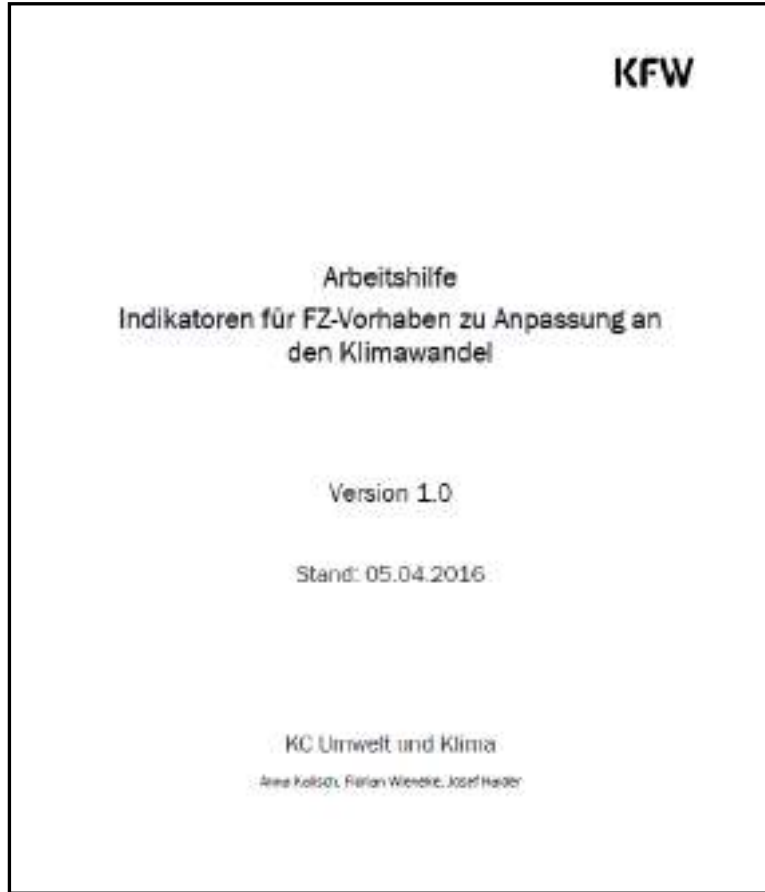 KFW
Arbeitshilfe
Indikatoren für FZ-Vorhaben zu Anpassung an
den Klimawandel
Version 1.0
Stand: 05.04.2016
KC Umwelt und Klima
Anna Kalisch, Florian Wieneke, Josef Haider